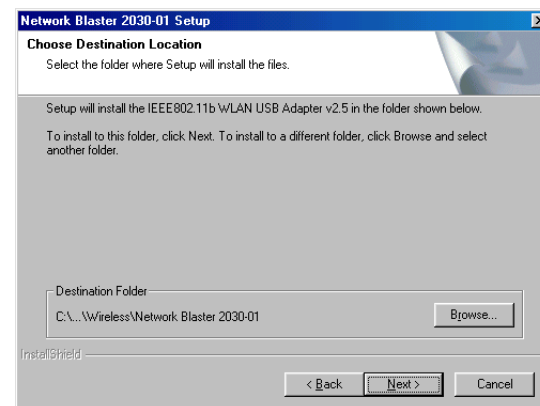 Network Blaster 2030-01 Setup
Choose Destination Location
Select the folder where Setup will install the files.
Setup will install the IEEE802.11b WLAN USB Adapter v2.5 in the folder shown below.
To install to this folder, click Next. To install to a different folder, click Browse and select
another folder.
Destination Folder
C:\...\Wireless\Network Blaster 2030-01
Browse...
InstallShield
< Back
Next >
Cancel